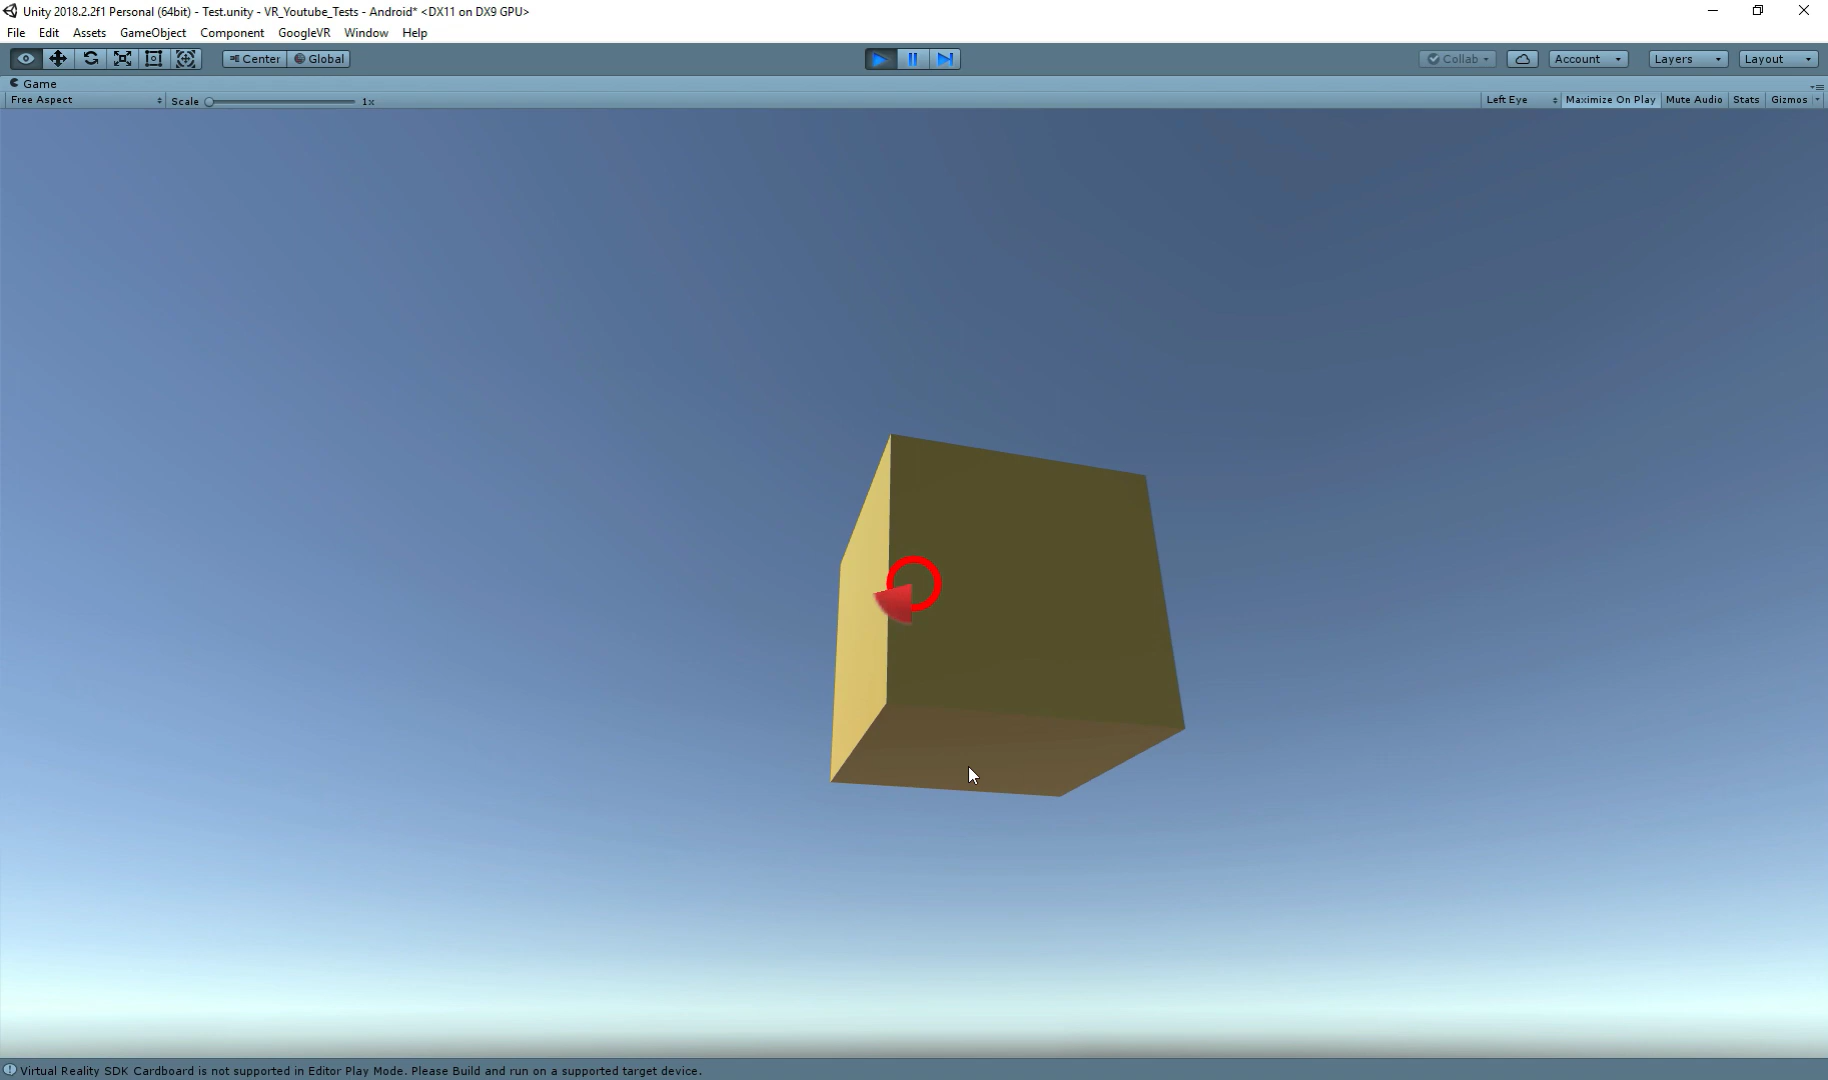 Unity 2018.2.2f1 Personal (64bit) - Test.unity - VR_Youtube_Tests - Android* <DX11 on DX9 GPU>
File Edit Assets GameObject Component GoogleVR Window Help
Center Global Collab Account Layers Layout
Game
Free Aspect Scale 1x Left Eye Maximize On Play Mute Audio Stats Gizmos
Virtual Reality SDK Cardboard is not supported in Editor Play Mode. Please Build and run on a supported target device.